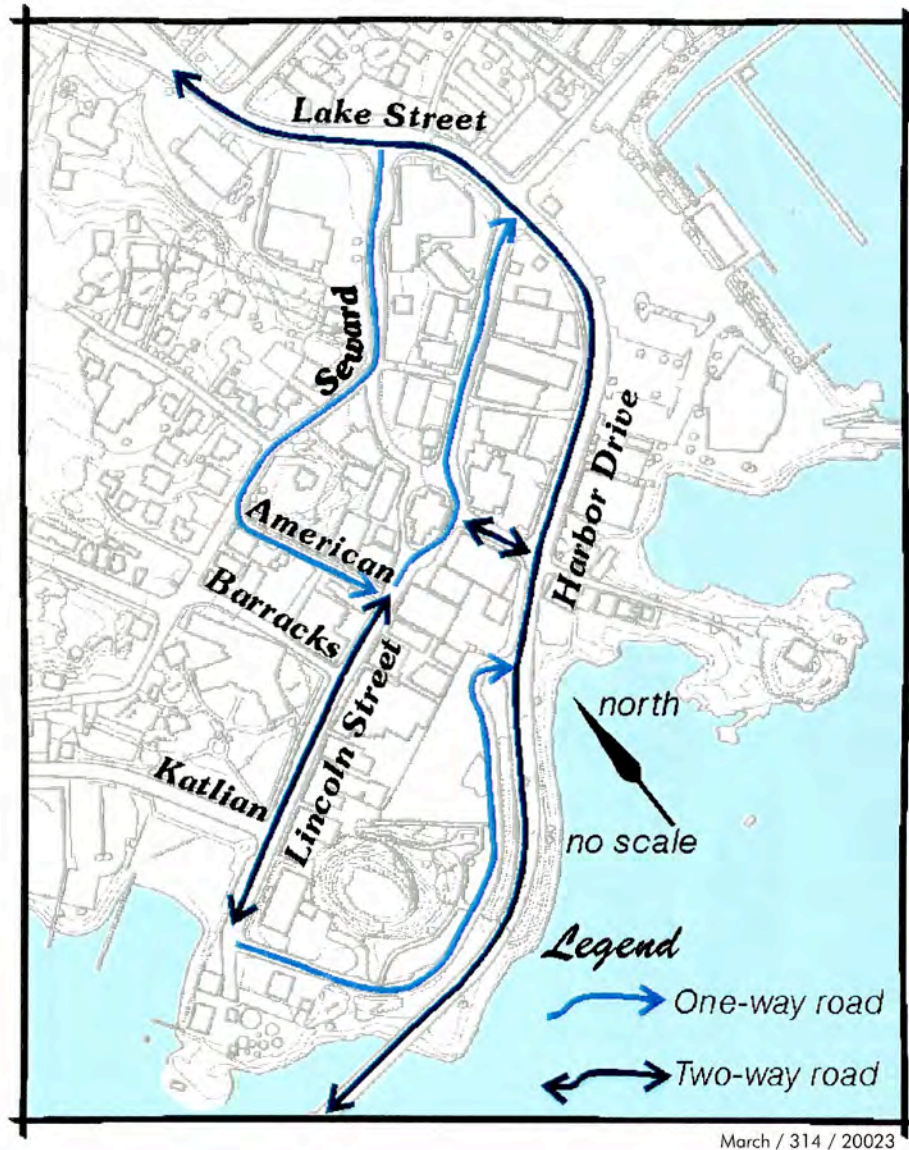 Lake Street
Seward
American
Barracks
Harbor Drive
Lincoln Street
Katlian
north
no scale
Legend
One-way road
Two-way road
March / 314 / 20023